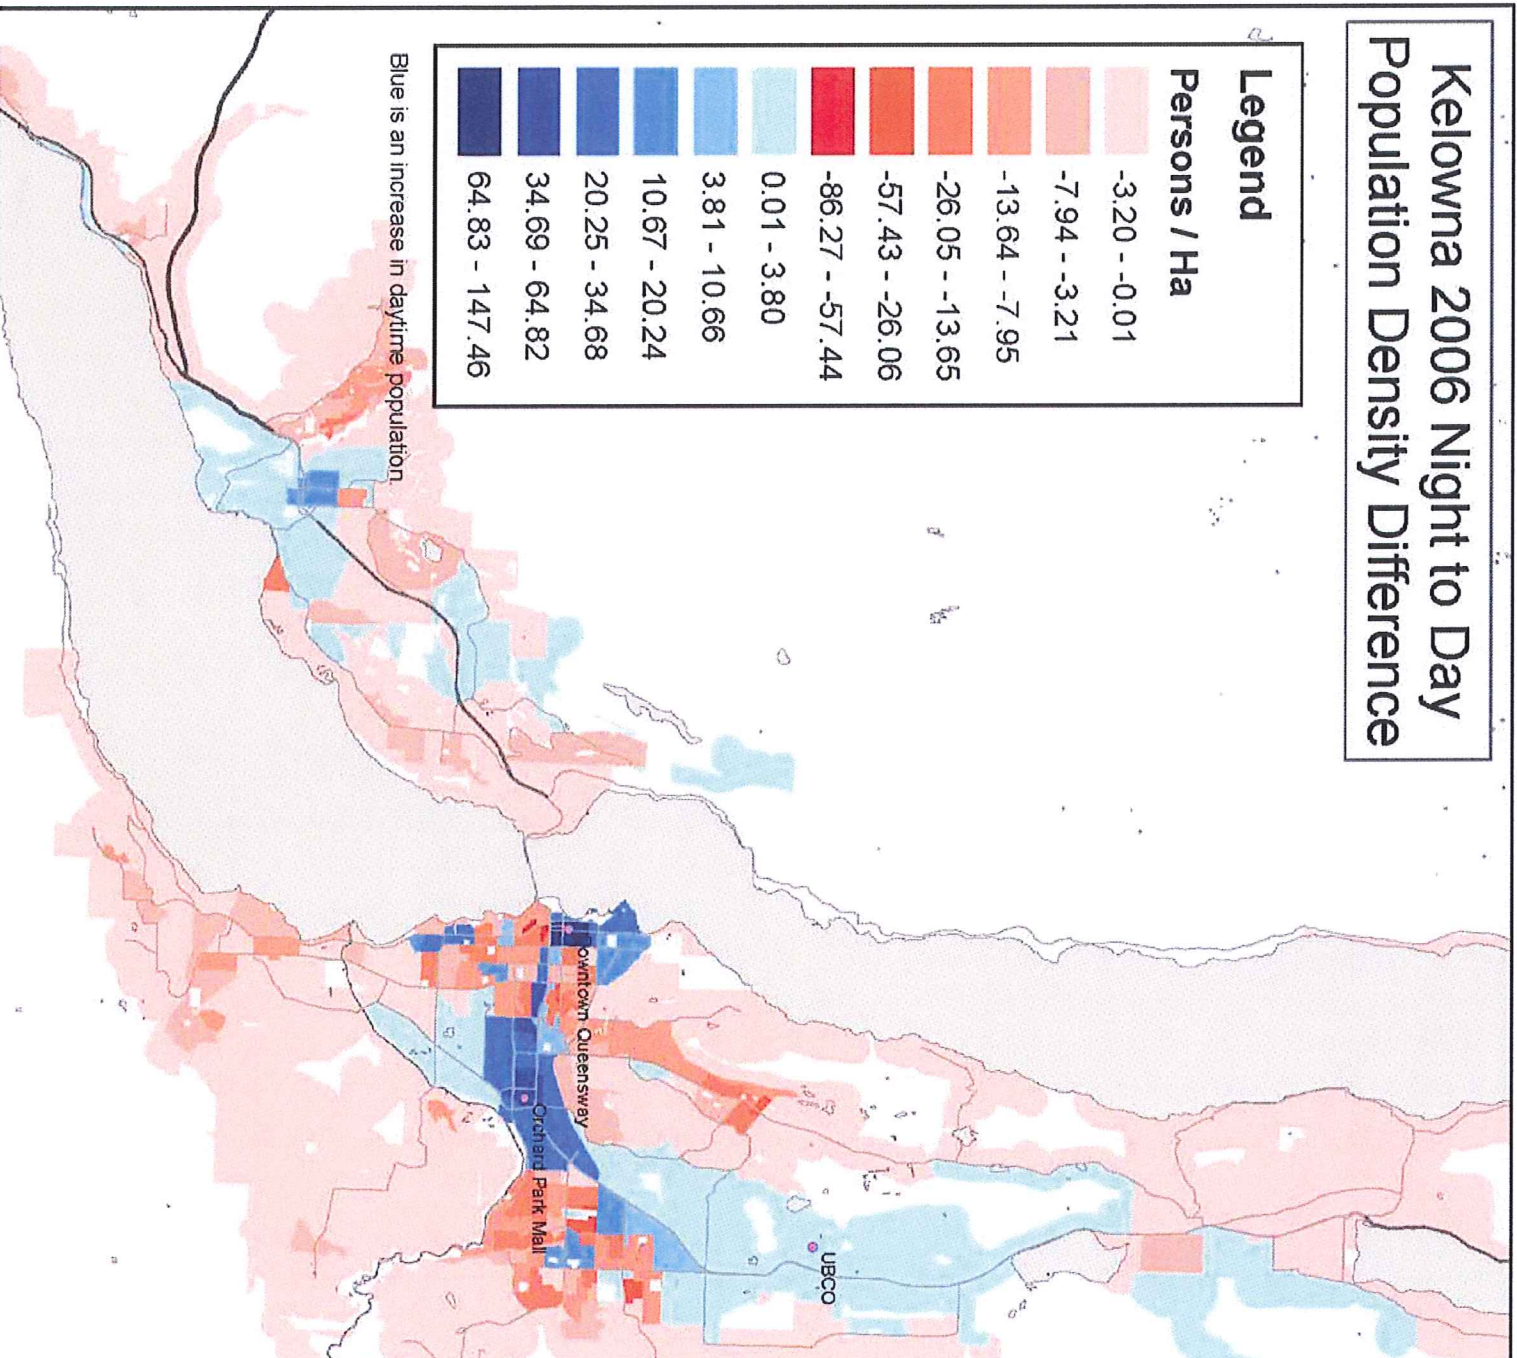 Kelowna 2006 Night to Day
Population Density Difference
Legend
Persons / Ha
-3.20 - -0.01
-7.94 - -3.21
-13.64 - -7.95
-26.05 - -13.65
-57.43 - -26.06
-86.27 - -57.44
0.01 - 3.80
3.81 - 10.66
10.67 - 20.24
20.25 - 34.68
34.69 - 64.82
64.83 - 147.46
Blue is an increase in daytime population.
Downtown Queensway
Orchard Park Mall
UBCO